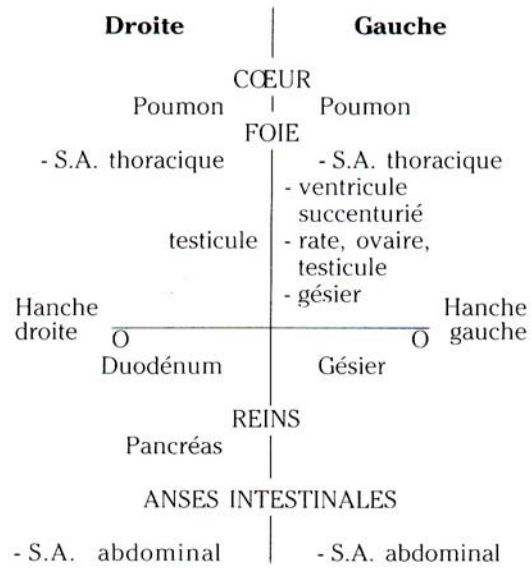 Droite Gauche
CŒUR
Poumon Poumon
FOIE
- S.A. thoracique - S.A. thoracique
- ventricule
succenturié
testicule - rate, ovaire,
testicule
- gésier
Hanche Hanche
droite O O gauche
Duodénum Gésier
REINS
Pancréas
ANSES INTESTINALES
- S.A. abdominal - S.A. abdominal